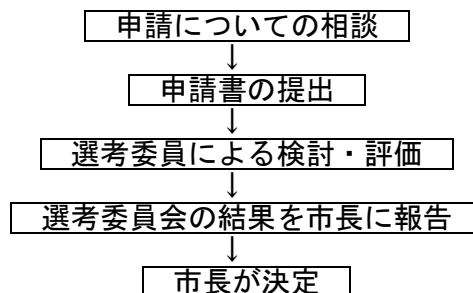 申請についての相談
↓
申請書の提出
↓
選考委員による検討・評価
↓
選考委員会の結果を市長に報告
↓
市長が決定